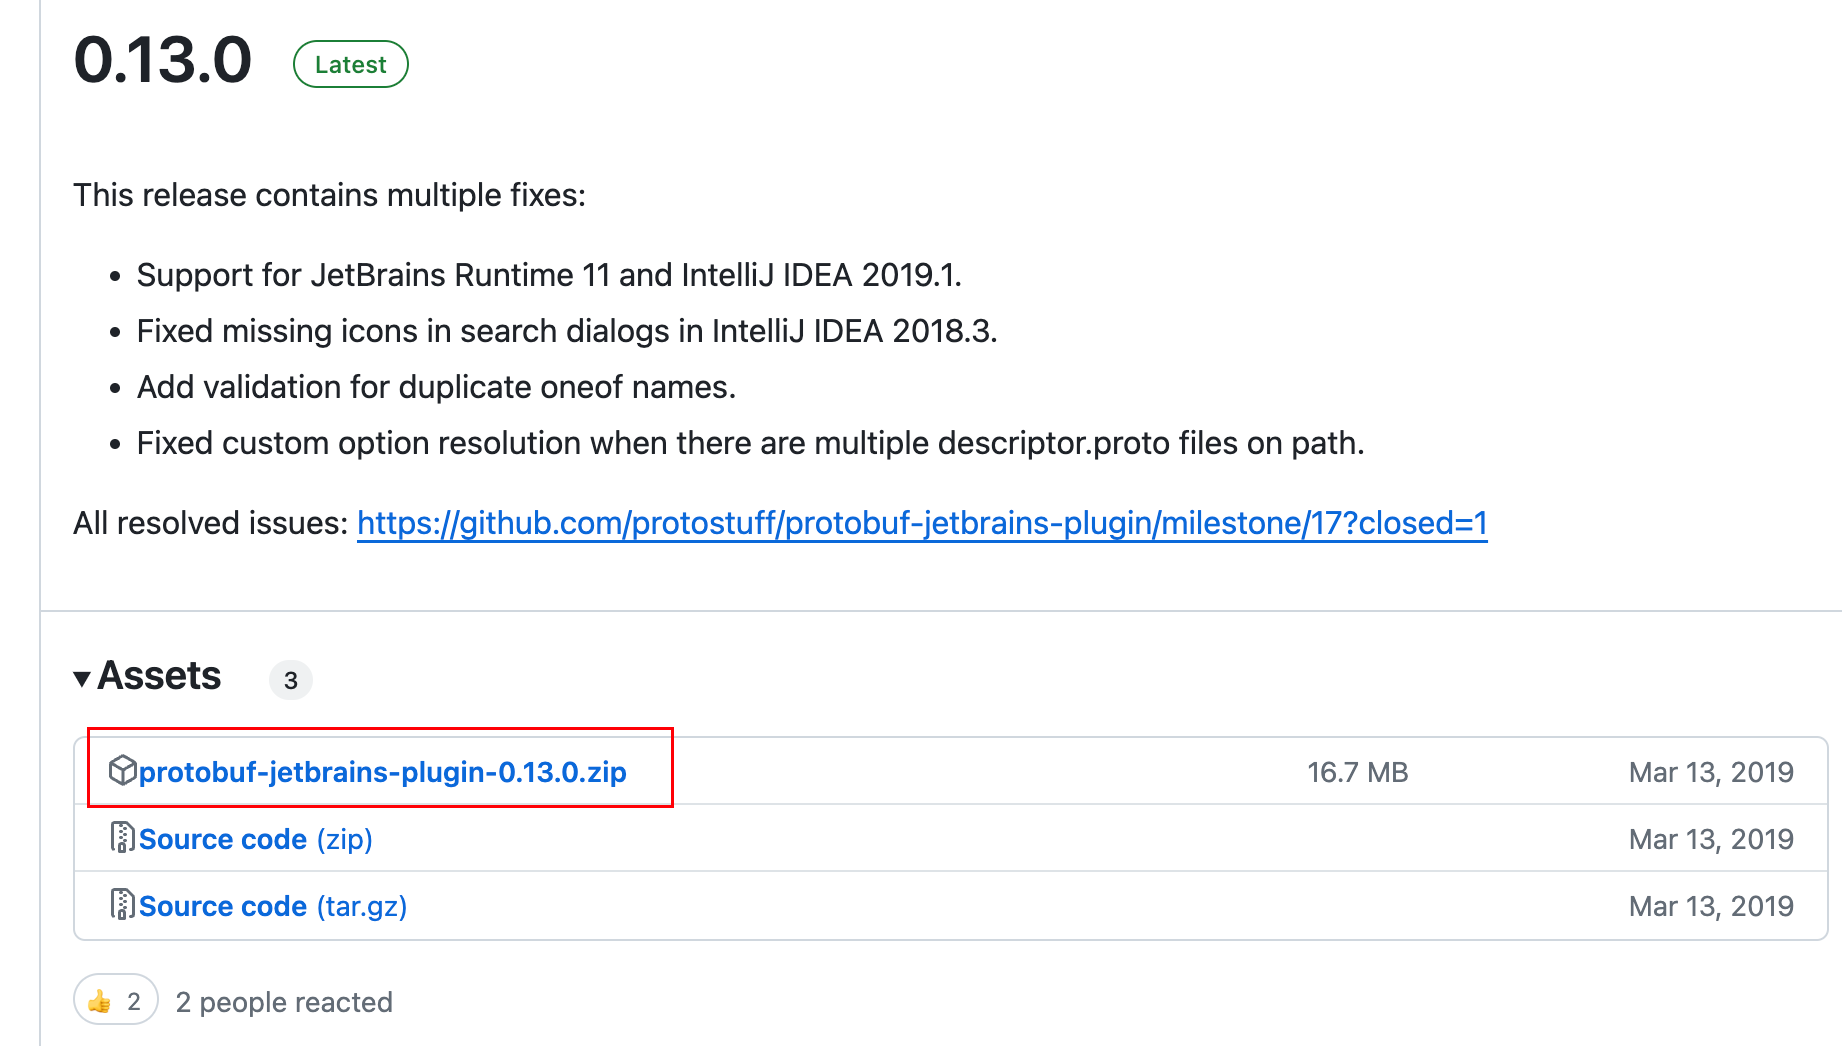 0.13.0 Latest
This release contains multiple fixes:
• Support for JetBrains Runtime 11 and IntelliJ IDEA 2019.1.
• Fixed missing icons in search dialogs in IntelliJ IDEA 2018.3.
• Add validation for duplicate oneof names.
• Fixed custom option resolution when there are multiple descriptor.proto files on path.
All resolved issues: https://github.com/protostuff/protobuf-jetbrains-plugin/milestone/17?closed=1
Assets 3
protobuf-jetbrains-plugin-0.13.0.zip 16.7 MB Mar 13, 2019
Source code (zip) Mar 13, 2019
Source code (tar.gz) Mar 13, 2019
👍 2 2 people reacted